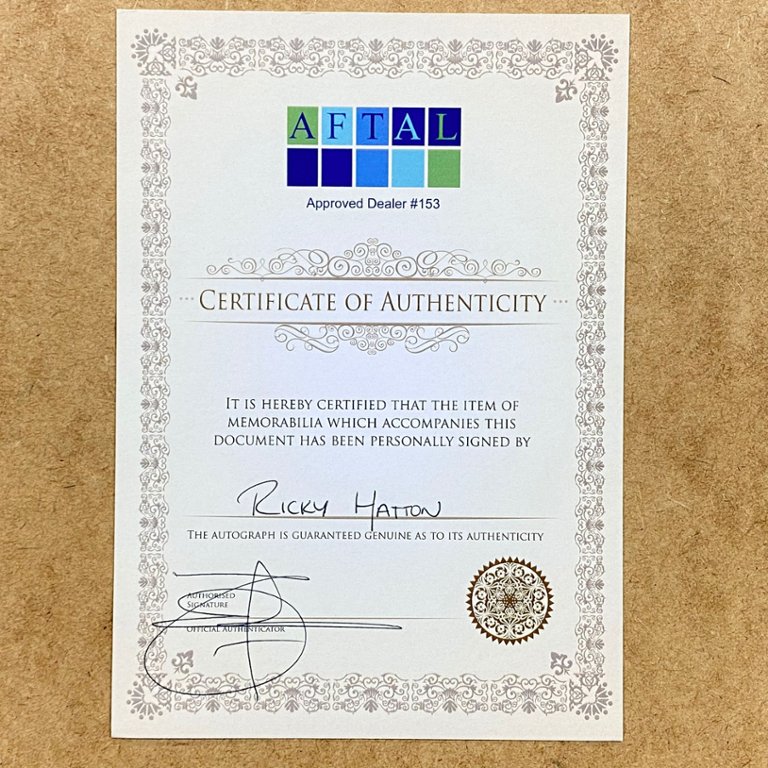 AFTAL
Approved Dealer #153
CERTIFICATE OF AUTHENTICITY
IT IS HEREBY CERTIFIED THAT THE ITEM OF
MEMORABILIA WHICH ACCOMPANIES THIS
DOCUMENT HAS BEEN PERSONALLY SIGNED BY
RICKY HATTON
THE AUTOGRAPH IS GUARANTEED GENUINE AS TO ITS AUTHENTICITY
AUTHORISED
SIGNATURE
OFFICIAL AUTHENTICATOR